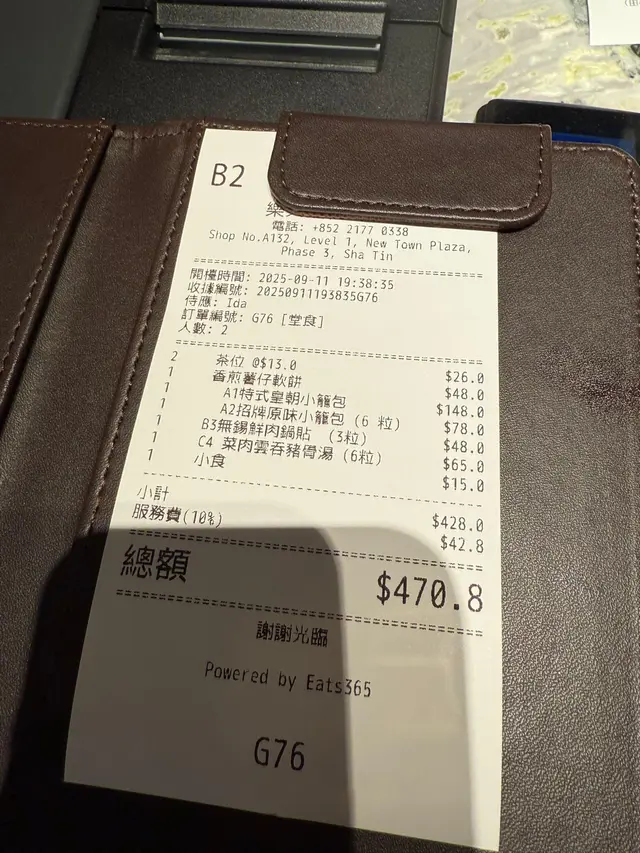 B2
樂
電話: +852 2177 0338
Shop No.A132, Level 1, New Town Plaza,
Phase 3, Sha Tin
開檯時間: 2025-09-11 19:38:35
收據編號: 20250911193835G76
侍應: Ida
訂單編號: G76 [堂食]
人數: 2
2 茶位 @$13.0 $26.0
1 香煎薯仔軟餅 $48.0
1 A1特式皇朝小籠包 $148.0
1 A2招牌原味小籠包 (6 粒) $78.0
1 B3無錫鮮肉鍋貼 (3粒) $48.0
1 C4 菜肉雲吞豬骨湯 (6粒) $65.0
1 小食 $15.0
小計 $428.0
服務費(10%) $42.8
總額 $470.8
謝謝光臨
Powered by Eats365
G76